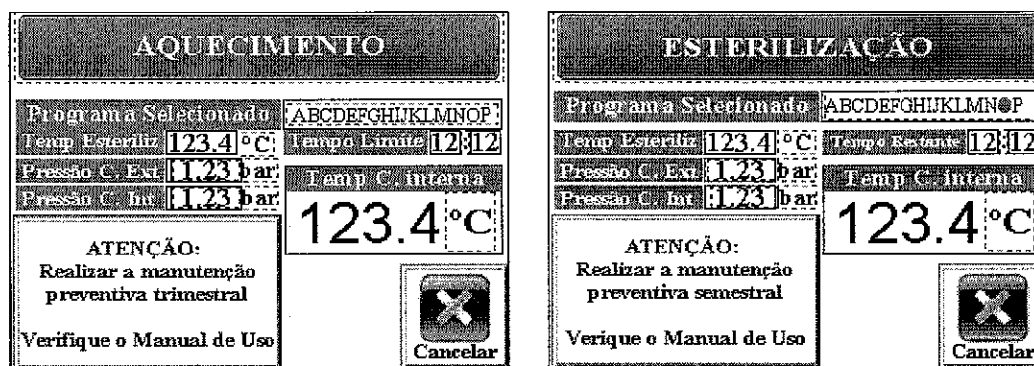 AQUECIMENTO
Programa Selecionado ABCDEFGHIJKLMNOP
Temp Esteriliz 123.4 °C Tempo Limite 12:12
Pressão C. Ext 1.23 bar
Pressão C. Int 1.23 bar
Temp C. interna
123.4 °C
ATENÇÃO:
Realizar a manutenção
preventiva trimestral
Verifique o Manual de Uso
Cancelar
ESTERILIZAÇÃO
Programa Selecionado ABCDEFGHIJKLMNOP
Temp Esteriliz 123.4 °C Tempo Restante 12:12
Pressão C. Ext 1.23 bar
Pressão C. Int 1.23 bar
Temp C. interna
123.4 °C
ATENÇÃO:
Realizar a manutenção
preventiva semestral
Verique o Manual de Uso
Cancelar